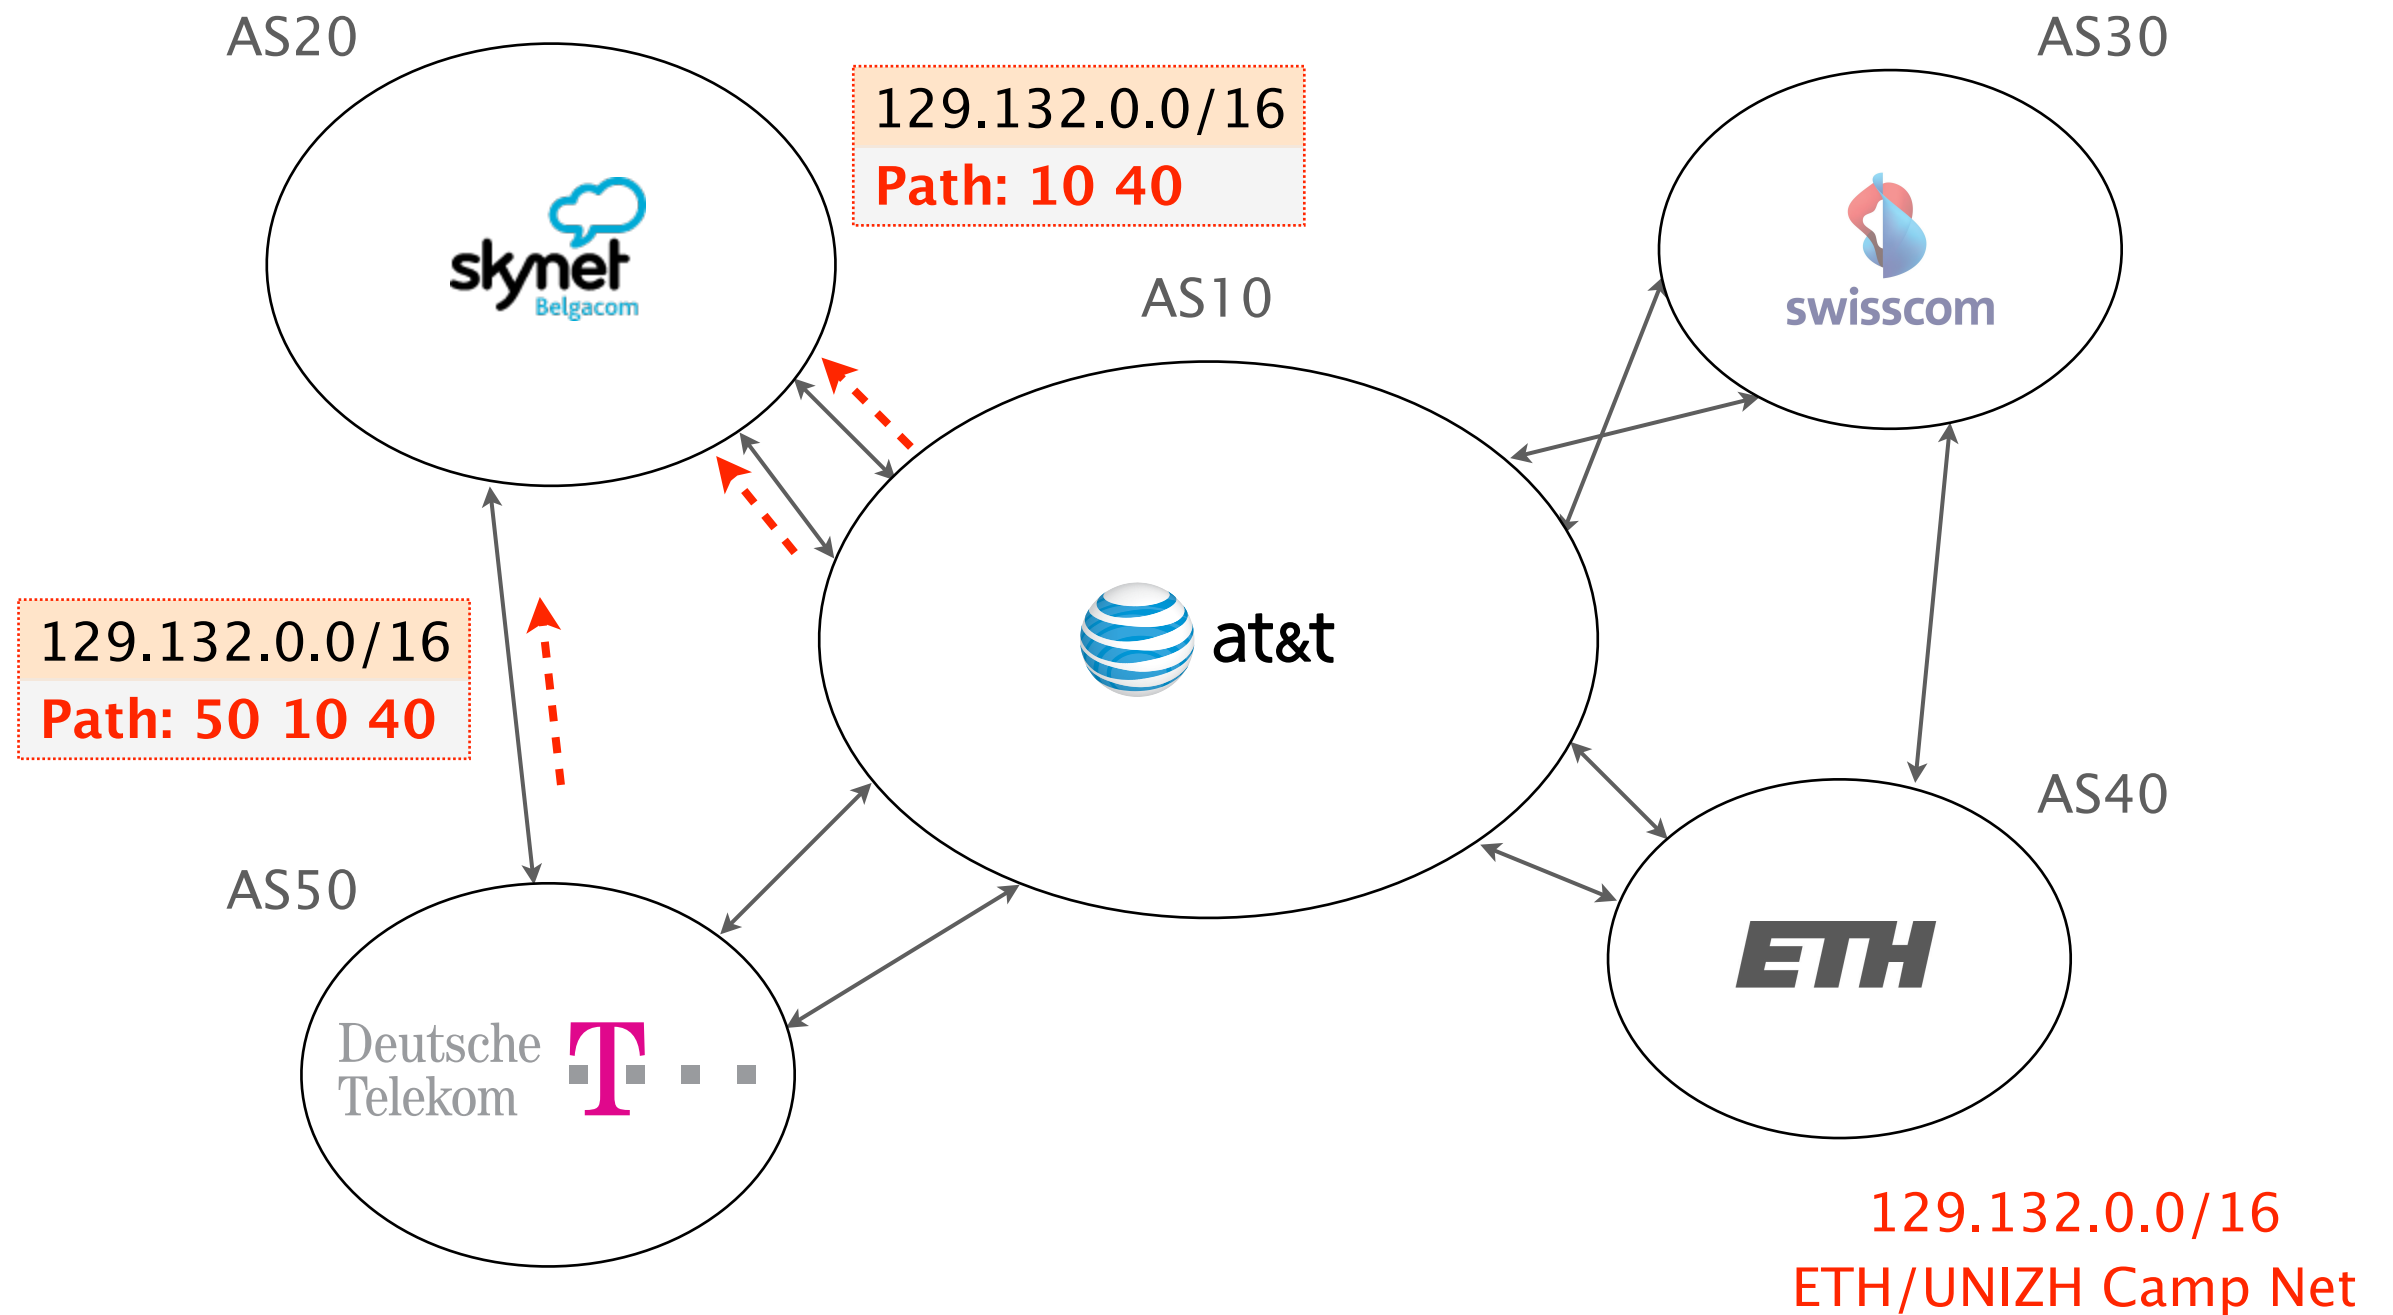 AS20
AS30
129.132.0.0/16
Path: 10 40
skynet
Belgacom
AS10
swisscom
at&t
129.132.0.0/16
Path: 50 10 40
AS50
AS40
ETH
Deutsche
Telekom
T
129.132.0.0/16
ETH/UNIZH Camp Net